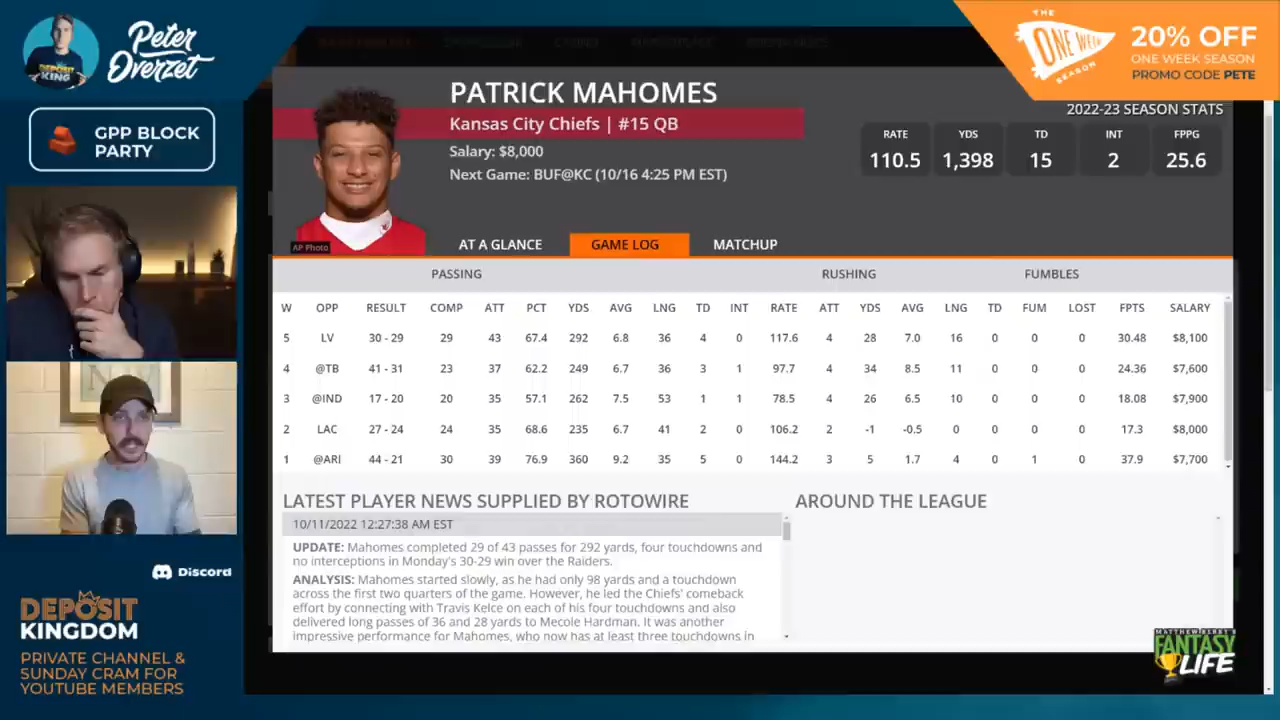 Peter
Overzet
DEPOSIT
KING
GPP BLOCK
PARTY
THE
ONE WEEK
SEASON
20% OFF
ONE WEEK SEASON
PROMO CODE PETE
PATRICK MAHOMES
Kansas City Chiefs | #15 QB
Salary: $8,000
Next Game: BUF@KC (10/16 4:25 PM EST)
AP Photo
2022-23 SEASON STATS
RATE YDS TD INT FPPG
110.5 1,398 15 2 25.6
AT A GLANCE GAME LOG MATCHUP
PASSING RUSHING FUMBLES
W OPP RESULT COMP ATT PCT YDS AVG LNG TD INT RATE ATT YDS AVG LNG TD FUM LOST FPTS SALARY
5 LV 30 - 29 29 43 67.4 292 6.8 36 4 0 117.6 4 28 7.0 16 0 0 0 30.48 $8,100
4 @TB 41 - 31 23 37 62.2 249 6.7 36 3 1 97.7 4 34 8.5 11 0 0 0 24.36 $7,600
3 @IND 17 - 20 20 35 57.1 262 7.5 53 1 1 78.5 4 26 6.5 10 0 0 0 18.08 $7,900
2 LAC 27 - 24 24 35 68.6 235 6.7 41 2 0 106.2 2 -1 -0.5 0 0 0 0 17.3 $8,000
1 @ARI 44 - 21 30 39 76.9 360 9.2 35 5 0 144.2 3 5 1.7 4 0 1 0 37.9 $7,700
LATEST PLAYER NEWS SUPPLIED BY ROTOWIRE
10/11/2022 12:27:38 AM EST
UPDATE: Mahomes completed 29 of 43 passes for 292 yards, four touchdowns and
no interceptions in Monday's 30-29 win over the Raiders.
ANALYSIS: Mahomes started slowly, as he had only 98 yards and a touchdown
across the first two quarters of the game. However, he led the Chiefs' comeback
effort by connecting with Travis Kelce on each of his four touchdowns and also
delivered long passes of 36 and 28 yards to Mecole Hardman. It was another
impressive performance for Mahomes, who now has at least three touchdowns in
AROUND THE LEAGUE
Discord
DEPOSIT
KINGDOM
PRIVATE CHANNEL &
SUNDAY CRAM FOR
YOUTUBE MEMBERS
MATTHEW BERRY'S
FANTASY
LIFE